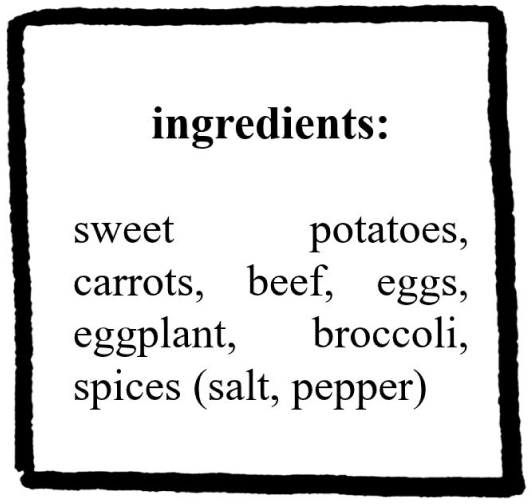 ingredients:
sweet potatoes,
carrots, beef, eggs,
eggplant, broccoli,
spices (salt, pepper)